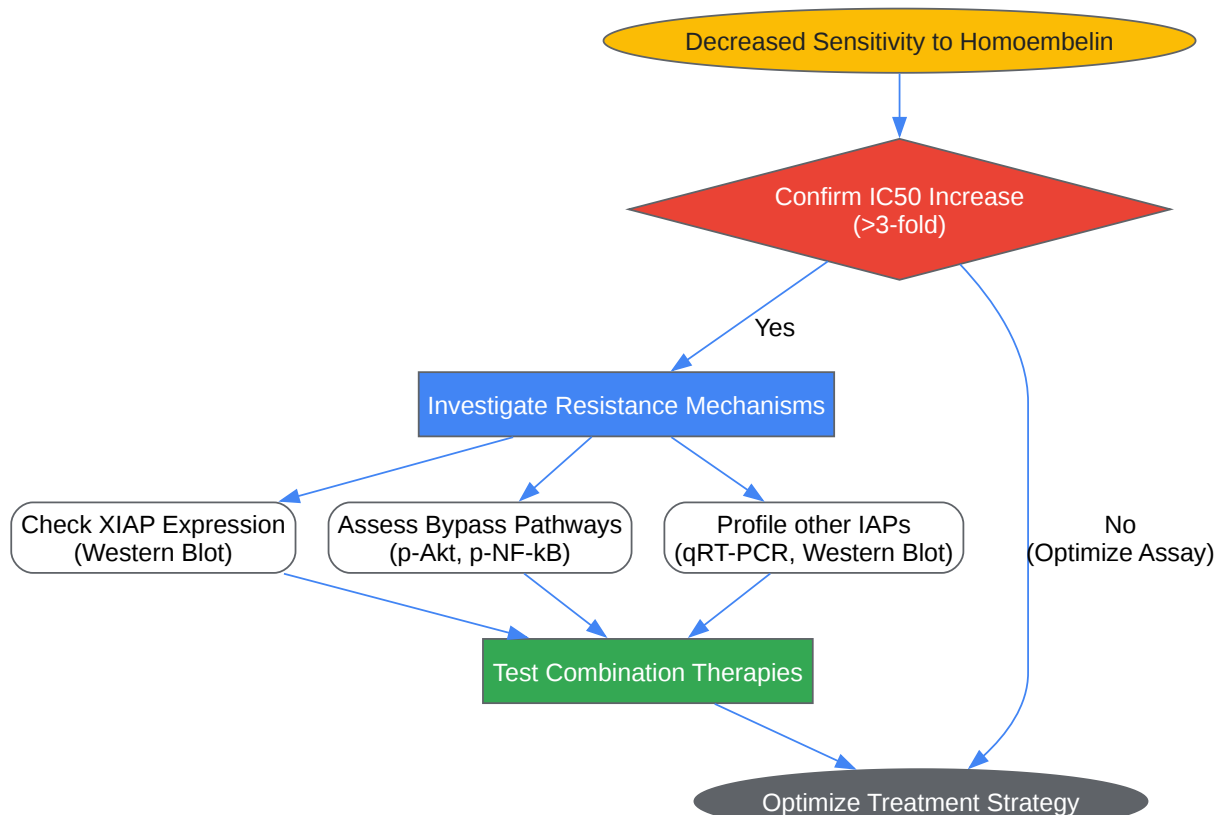 Decreased Sensitivity to Homoembelin
Confirm IC50 Increase
(>3-fold)
Yes
Investigate Resistance Mechanisms
Check XIAP Expression
(Western Blot)
Assess Bypass Pathways
(p-Akt, p-NF-kB)
Profile other IAPs
(qRT-PCR, Western Blot)
No
(Optimize Assay)
Test Combination Therapies
Optimize Treatment Strategy